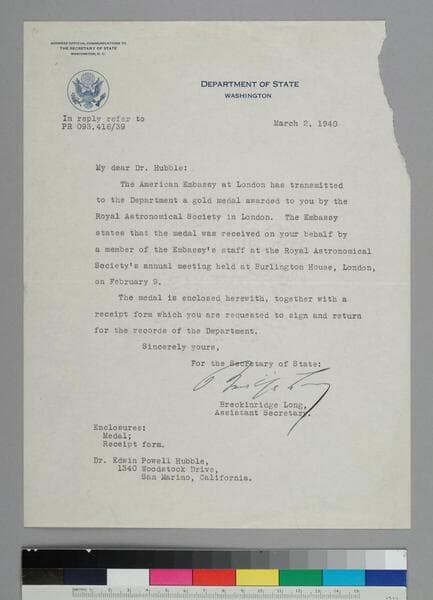 ADDRESS OFFICIAL COMMUNICATIONS TO
THE SECRETARY OF STATE
WASHINGTON, D. C.
DEPARTMENT OF STATE
WASHINGTON
In reply refer to
PR 093.416/39
March 2, 1940
My dear Dr. Hubble:
The American Embassy at London has transmitted
to the Department a gold medal awarded to you by the
Royal Astronomical Society in London. The Embassy
states that the medal was received on your behalf by
a member of the Embassy's staff at the Royal Astronomical
Society's annual meeting held at Burlington House, London,
on February 9.
The medal is enclosed herewith, together with a
receipt form which you are requested to sign and return
for the records of the Department.
Sincerely yours,
For the Secretary of State:
Breckinridge Long,
Assistant Secretary.
Enclosures:
Medal;
Receipt form.
Dr. Edwin Powell Hubble,
1340 Woodstock Drive,
San Marino, California.